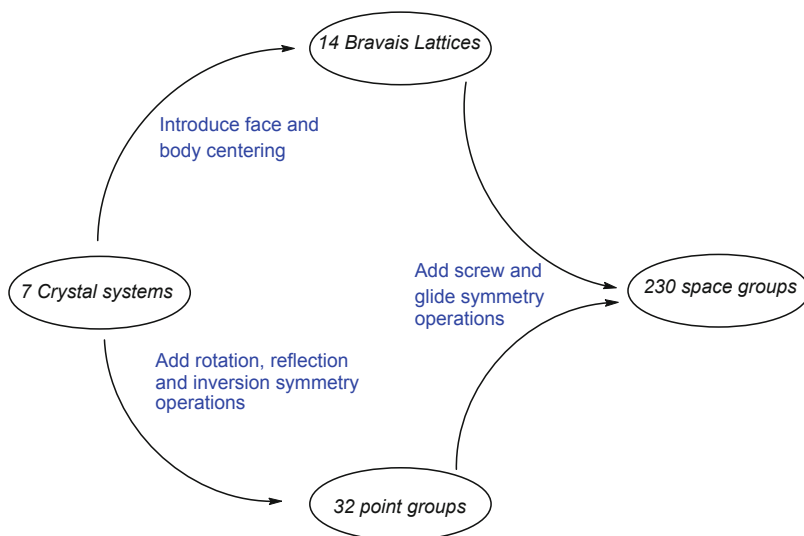 14 Bravais Lattices
Introduce face and
body centering
7 Crystal systems
Add screw and
glide symmetry
operations
230 space groups
Add rotation, reflection
and inversion symmetry
operations
32 point groups